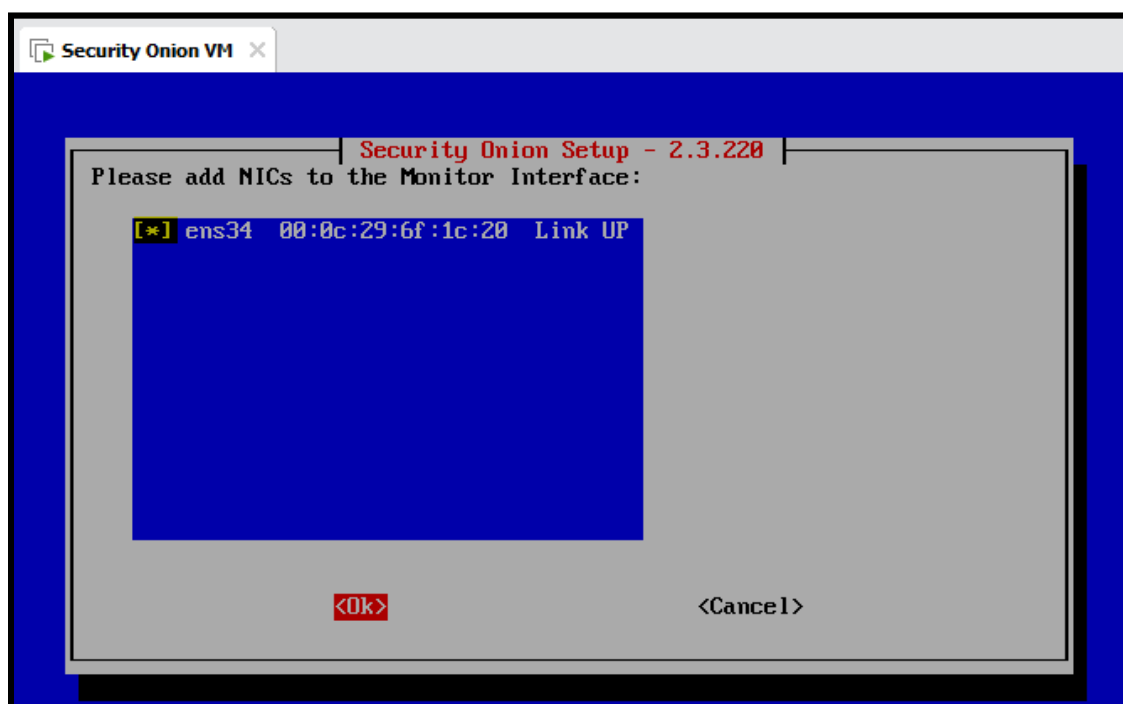 Security Onion VM
Security Onion Setup - 2.3.220
Please add NICs to the Monitor Interface:
[*] ens34 00:0c:29:6f:1c:20 Link UP
<Ok> <Cancel>